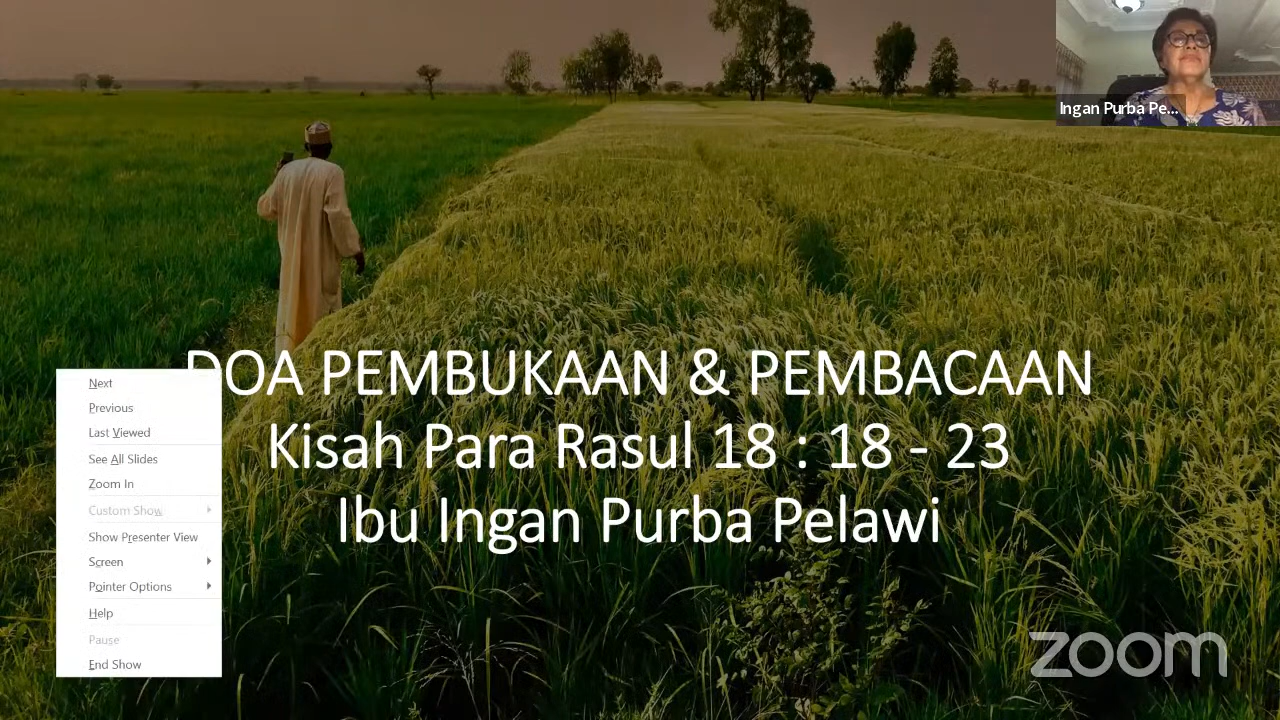 Ingan Purba Pe...
DOA PEMBUKAAN & PEMBACAAN
Kisah Para Rasul 18 : 18 - 23
Ibu Ingan Purba Pelawi
Next
Previous
Last Viewed
See All Slides
Zoom In
Custom Show
Show Presenter View
Screen
Pointer Options
Help
Pause
End Show
zoom